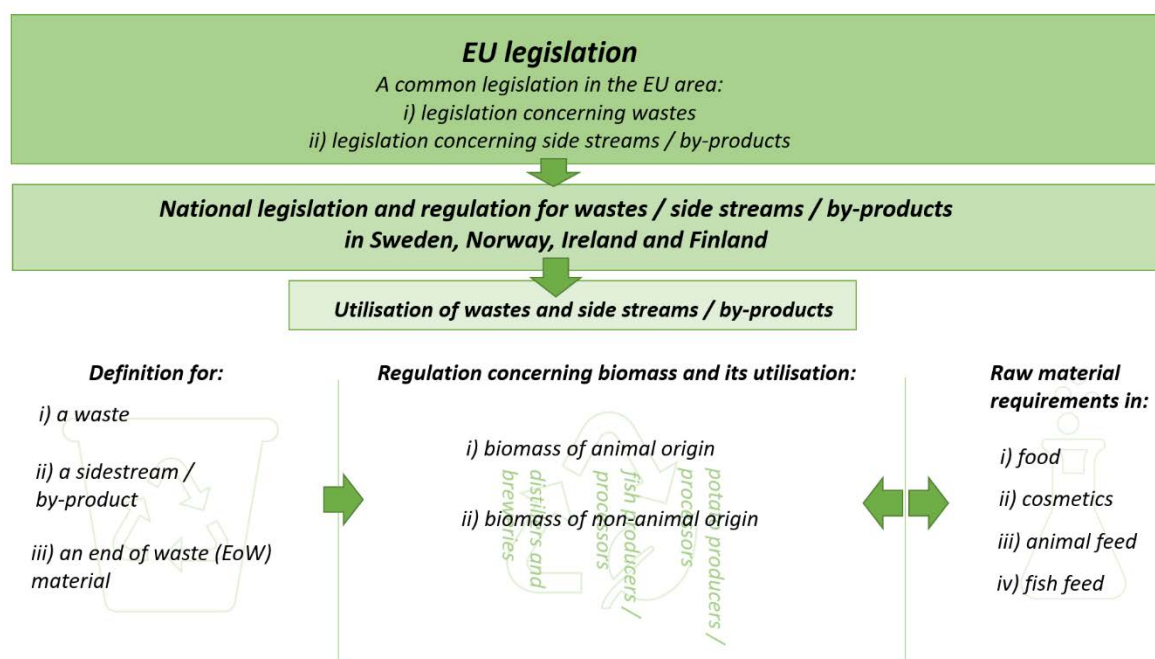 EU legislation
A common legislation in the EU area:
i) legislation concerning wastes
ii) legislation concerning side streams / by-products
National legislation and regulation for wastes / side streams / by-products
in Sweden, Norway, Ireland and Finland
Utilisation of wastes and side streams / by-products
Definition for:
i) a waste
ii) a sidestream /
by-product
iii) an end of waste (EoW)
material
Regulation concerning biomass and its utilisation:
i) biomass of animal origin
ii) biomass of non-animal origin
potato producers /
processors
fish producers /
processors
distillers and
breweries
Raw material
requirements in:
i) food
ii) cosmetics
iii) animal feed
iv) fish feed